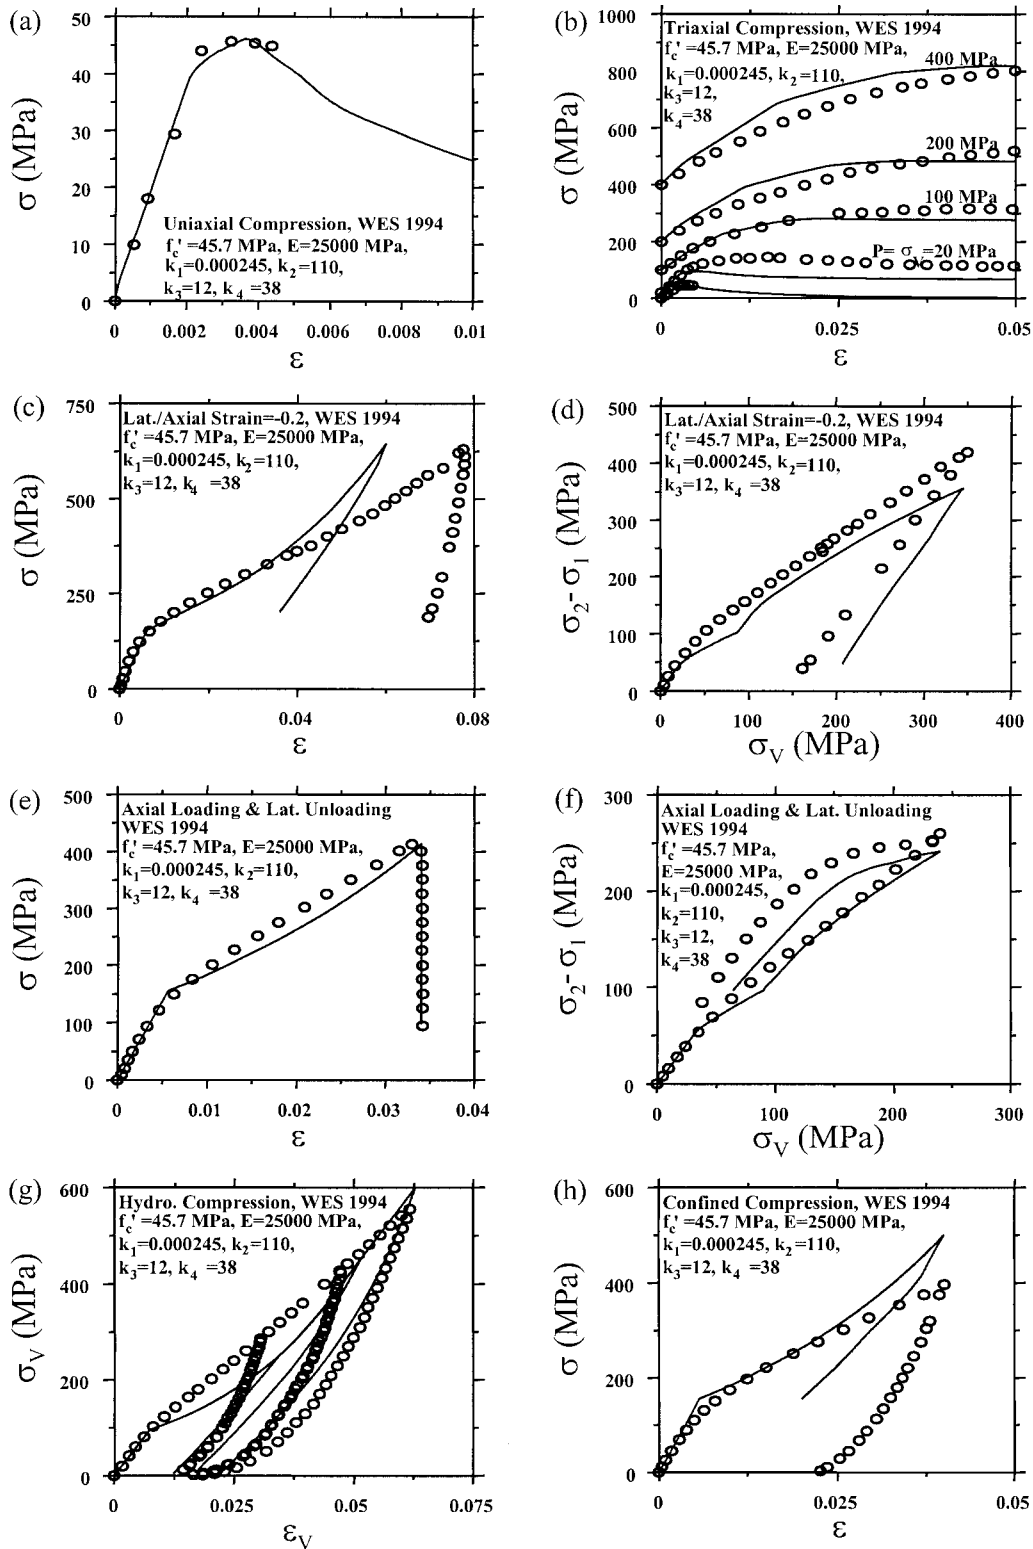 (a)
50
40
30
20
10
0
σ (MPa)
Uniaxial Compression, WES 1994
f'c=45.7 MPa, E=25000 MPa,
k1=0.000245, k2=110,
k3=12, k4 =38
0 0.002 0.004 0.006 0.008 0.01
ε
(b)
1000
800
600
400
200
0
σ (MPa)
Triaxial Compression, WES 1994
f'c=45.7 MPa, E=25000 MPa,
k1=0.000245, k2=110,
k3=12,
k4=38
400 MPa
200 MPa
100 MPa
P= σV=20 MPa
0 0.025 0.05
ε
(c)
750
500
250
0
σ (MPa)
Lat./Axial Strain=-0.2, WES 1994
f'c=45.7 MPa, E=25000 MPa,
k1=0.000245, k2=110,
k3=12, k4 =38
0 0.04 0.08
ε
(d)
500
400
300
200
100
0
σ2- σ1 (MPa)
Lat./Axial Strain=-0.2, WES 1994
f'c=45.7 MPa, E=25000 MPa,
k1=0.000245, k2=110,
k3=12, k4 =38
0 100 200 300 400
σV (MPa)
(e)
500
400
300
200
100
0
σ (MPa)
Axial Loading & Lat. Unloading
WES 1994
f'c=45.7 MPa, E=25000 MPa,
k1=0.000245, k2=110,
k3=12, k4 =38
0 0.01 0.02 0.03 0.04
ε
(f)
300
200
100
0
σ2- σ1 (MPa)
Axial Loading & Lat. Unloading
WES 1994
f'c=45.7 MPa,
E=25000 MPa,
k1=0.000245,
k2=110,
k3=12,
k4=38
0 100 200 300
σV (MPa)
(g)
600
400
200
0
σV (MPa)
Hydro. Compression, WES 1994
f'c=45.7 MPa, E=25000 MPa,
k1=0.000245, k2=110,
k3=12, k4 =38
0 0.025 0.05 0.075
εV
(h)
600
400
200
0
σ (MPa)
Confined Compression, WES 1994
f'c=45.7 MPa, E=25000 MPa,
k1=0.000245, k2=110,
k3=12, k4 =38
0 0.025 0.05
ε